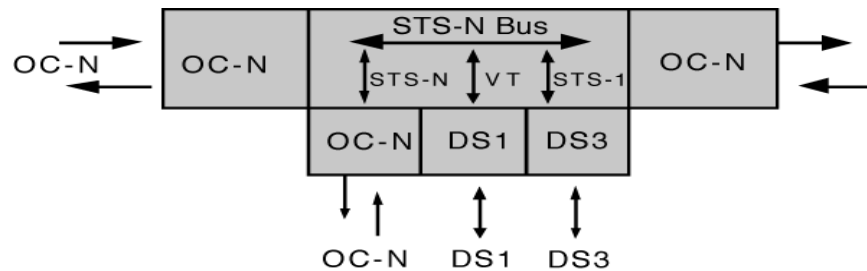 STS-N Bus
OC-N OC-N OC-N
STS-N VT STS-1
OC-N DS1 DS3
OC-N DS1 DS3